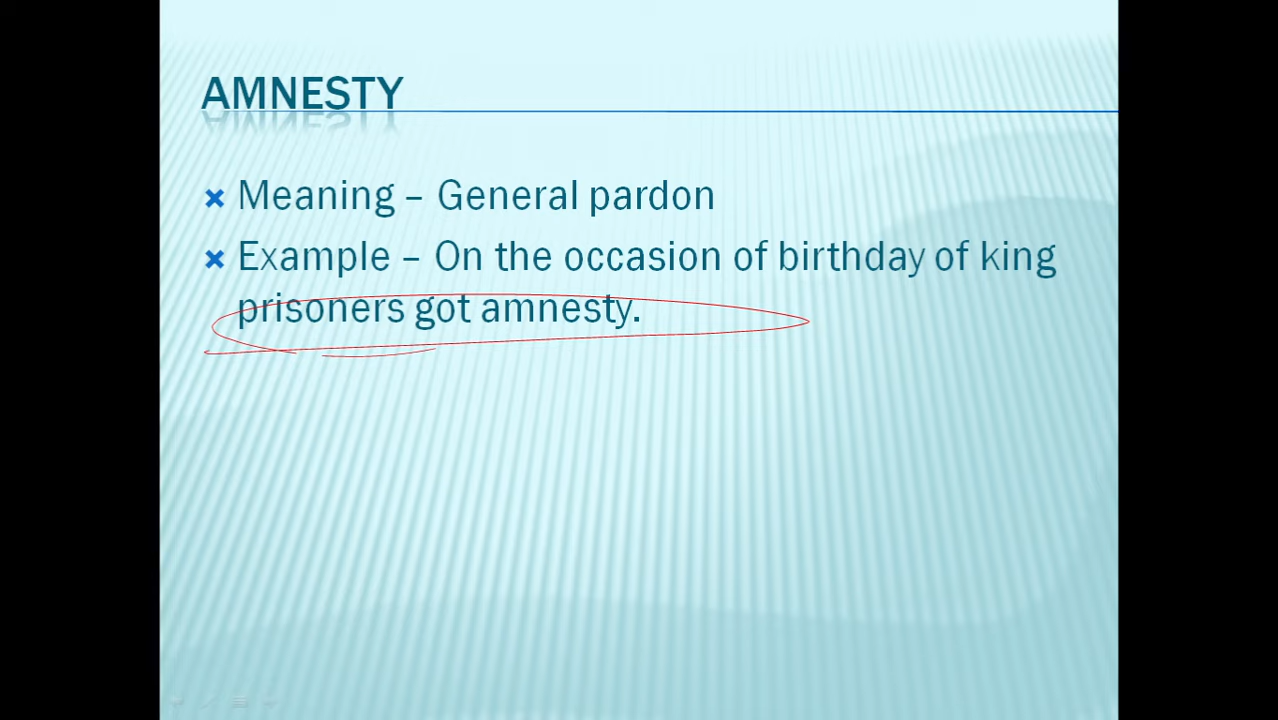 AMNESTY
Meaning – General pardon
Example – On the occasion of birthday of king
prisoners got amnesty.